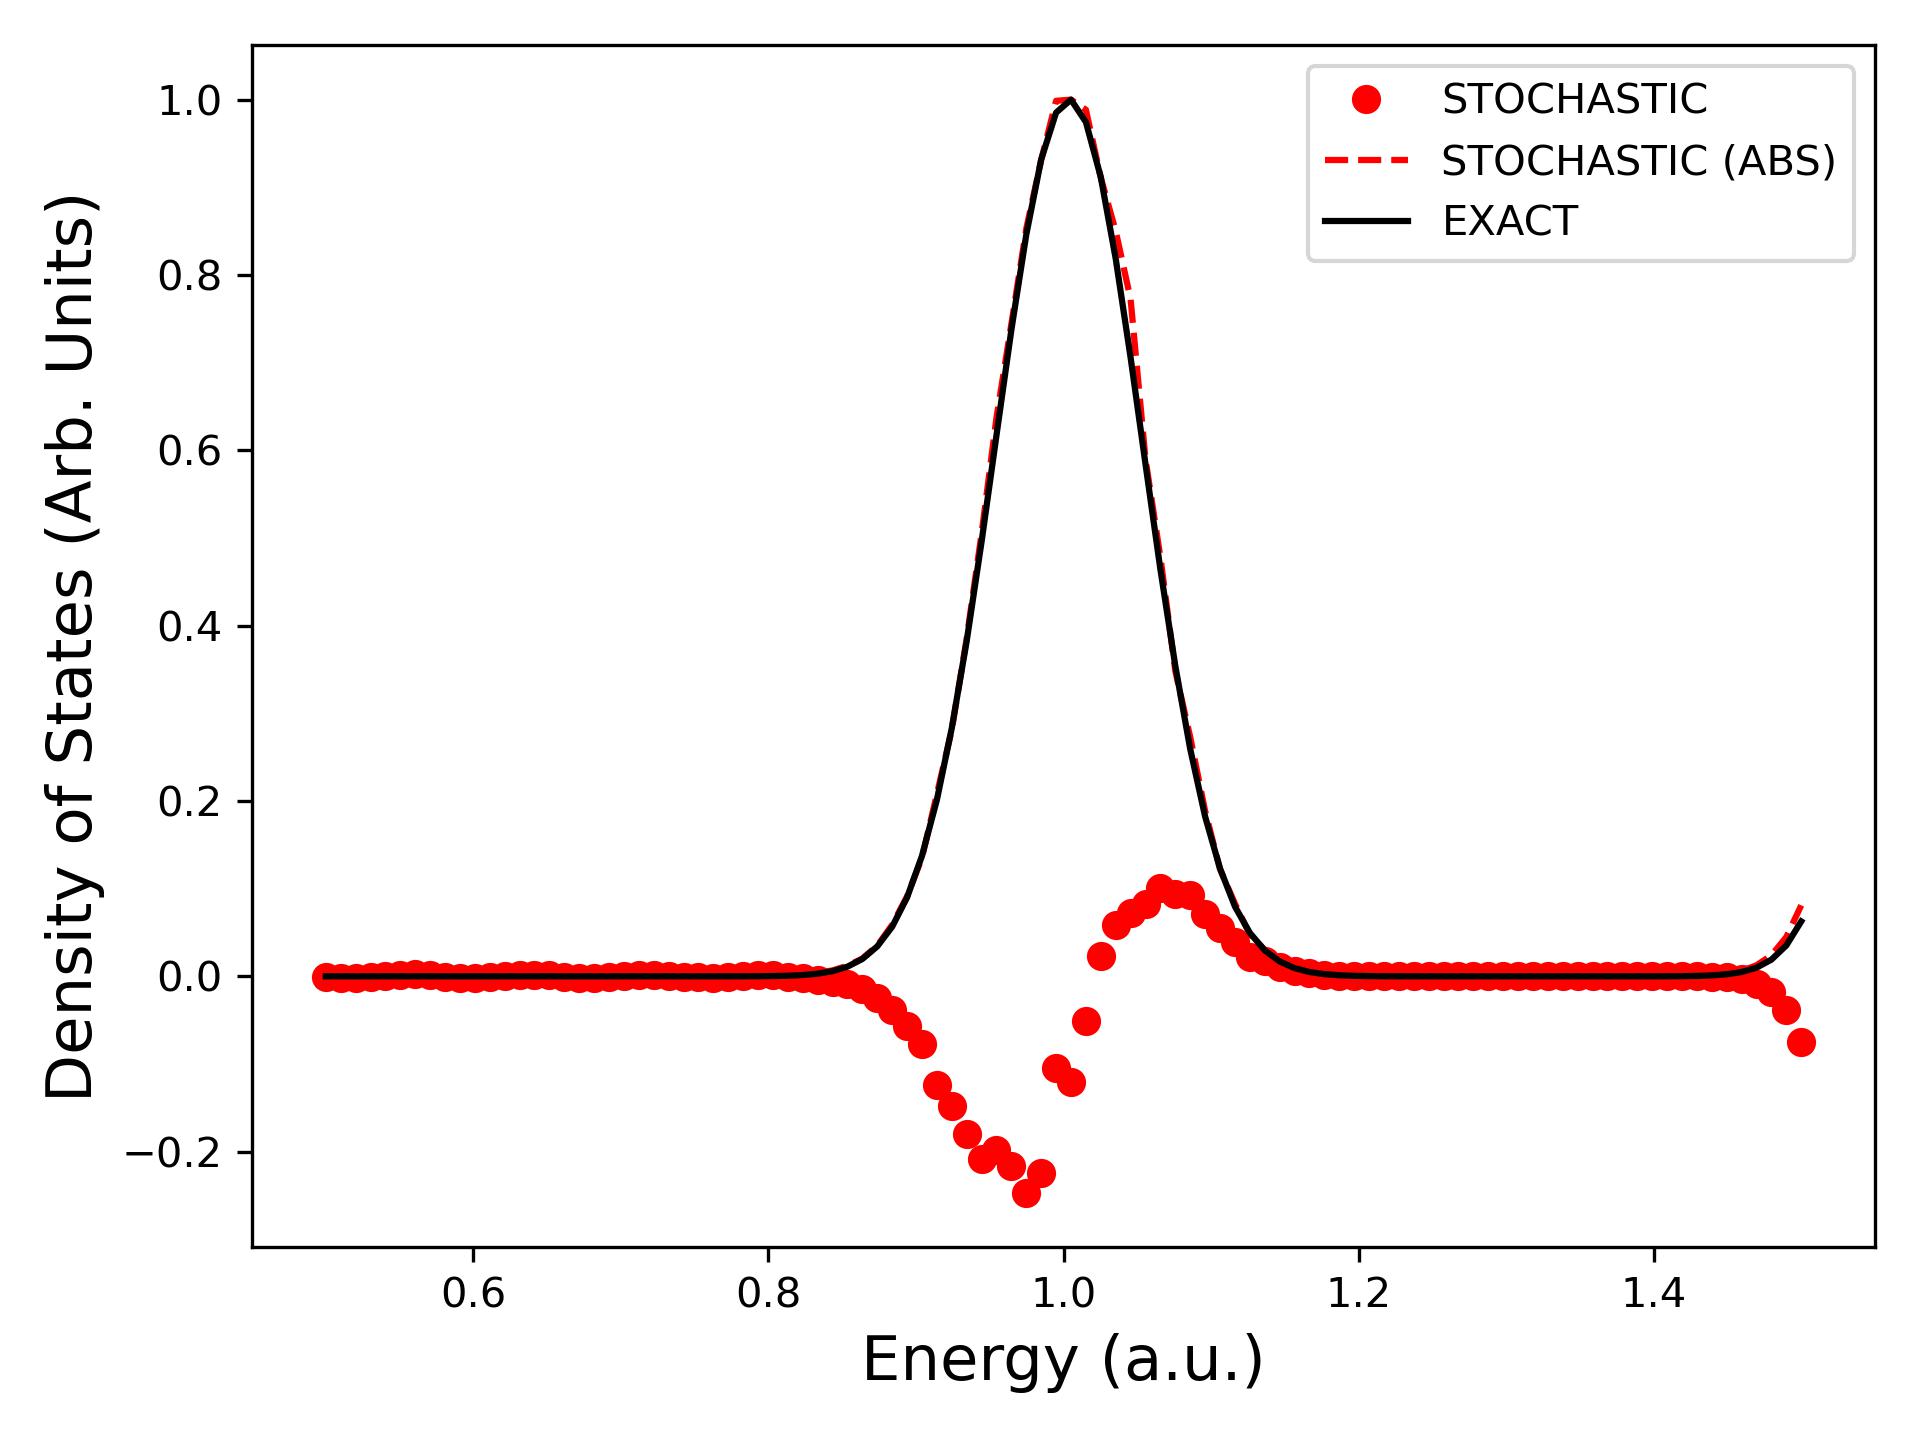 STOCHASTIC
STOCHASTIC (ABS)
EXACT
Density of States (Arb. Units)
1.0
0.8
0.6
0.4
0.2
0.0
−0.2
0.6
0.8
1.0
1.2
1.4
Energy (a.u.)